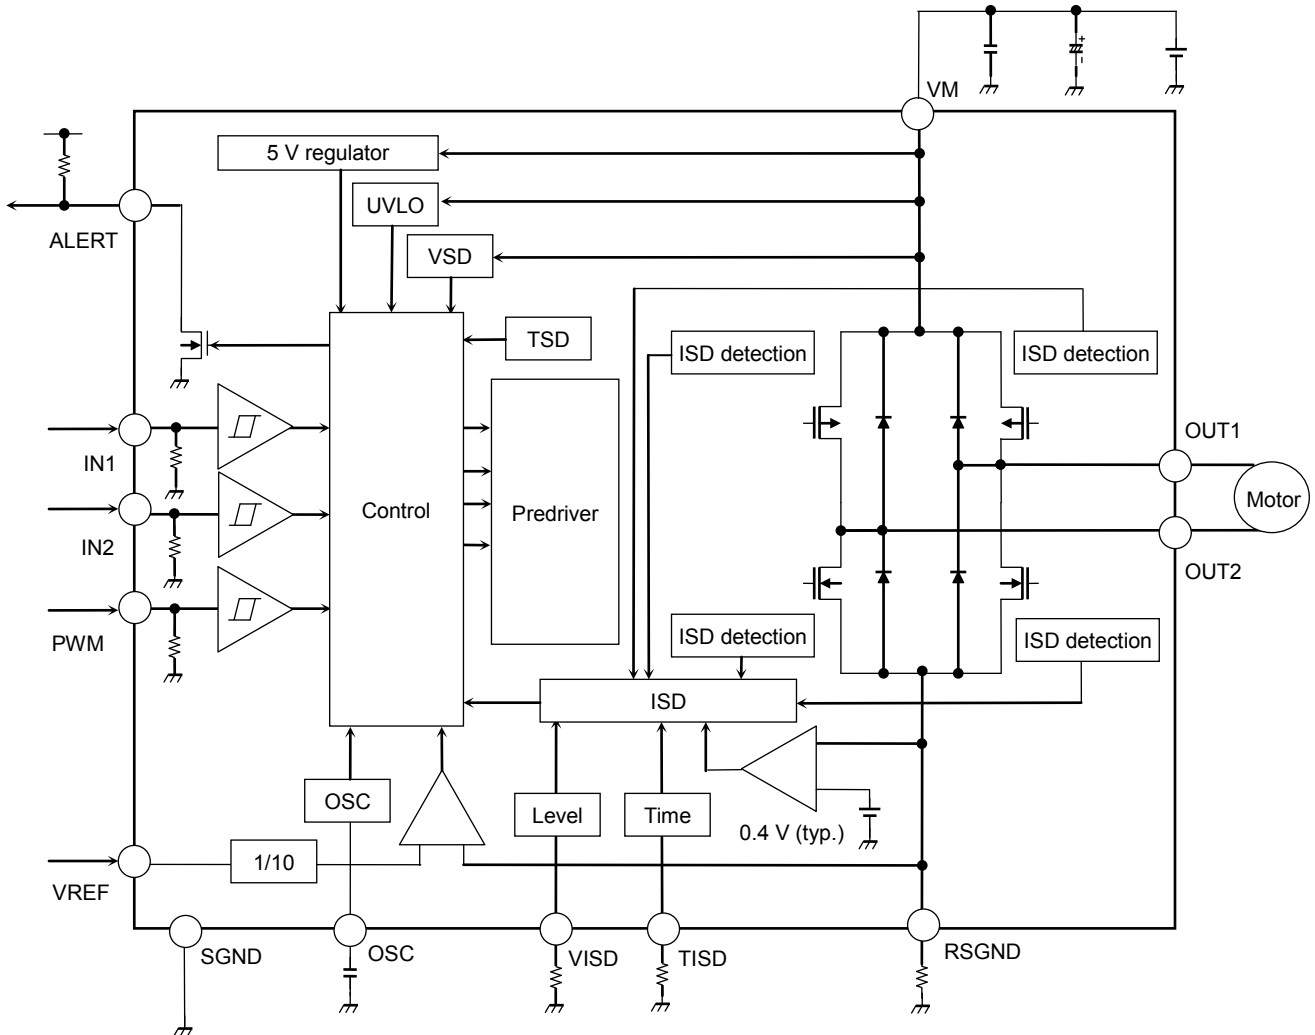 VM
5 V regulator
UVLO
ALERT
VSD
TSD
ISD detection
ISD detection
OUT1
IN1
Control
Predriver
Motor
IN2
OUT2
PWM
ISD detection
ISD detection
ISD
OSC
Level
Time
0.4 V (typ.)
1/10
VREF
SGND
OSC
VISD
TISD
RSGND
+
-